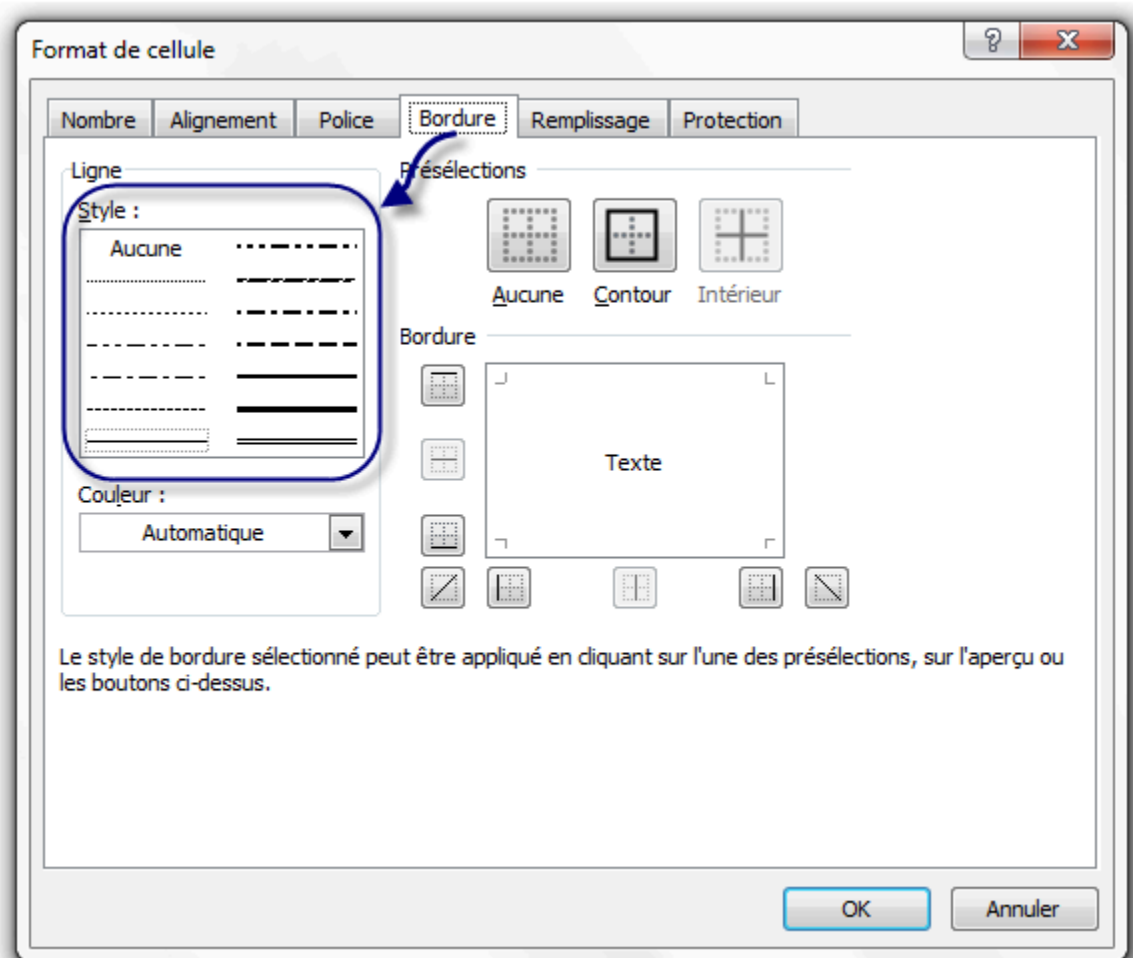 Format de cellule
Nombre Alignement Police Bordure Remplissage Protection
Ligne
Style :
Aucune
Couleur :
Automatique
Présélections
Aucune Contour Intérieur
Bordure
Texte
Le style de bordure sélectionné peut être appliqué en cliquant sur l'une des présélections, sur l'aperçu ou
les boutons ci-dessus.
OK Annuler